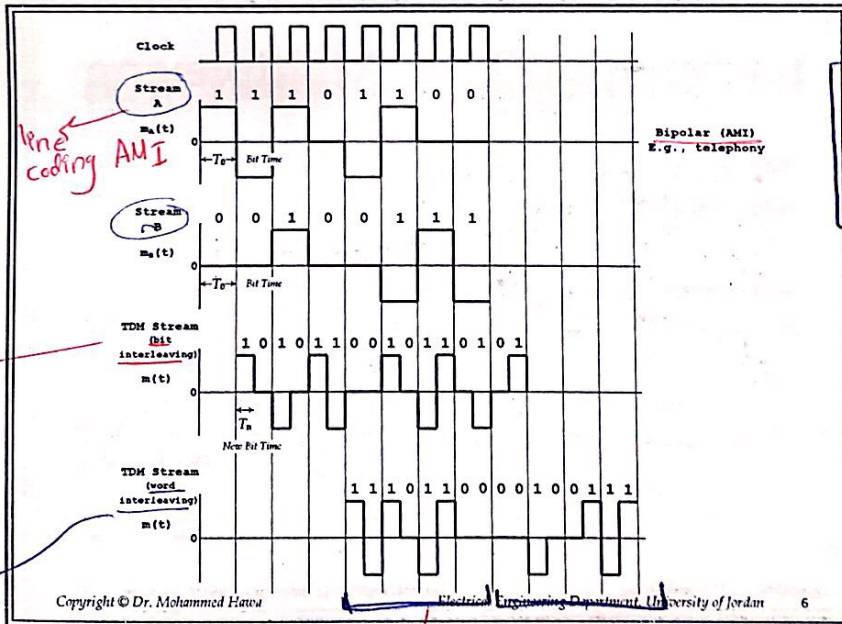 Clock
Stream A
1 1 1 0 1 1 0 0
mA(t)
0
line coding AMI
TB
Bit Time
Bipolar (AMI)
E.g., telephony
Stream B
0 0 1 0 0 1 1 1
mB(t)
0
TB
Bit Time
TDM Stream
(bit interleaving)
1 0 1 0 1 1 0 0 1 0 1 1 0 1 0 1
m(t)
0
TB
New Bit Time
TDM Stream
(word interleaving)
1 1 1 0 1 1 0 0 0 0 1 0 0 1 1 1
m(t)
0
Copyright © Dr. Mohammed Hawa
Electrical Engineering Department, University of Jordan
6